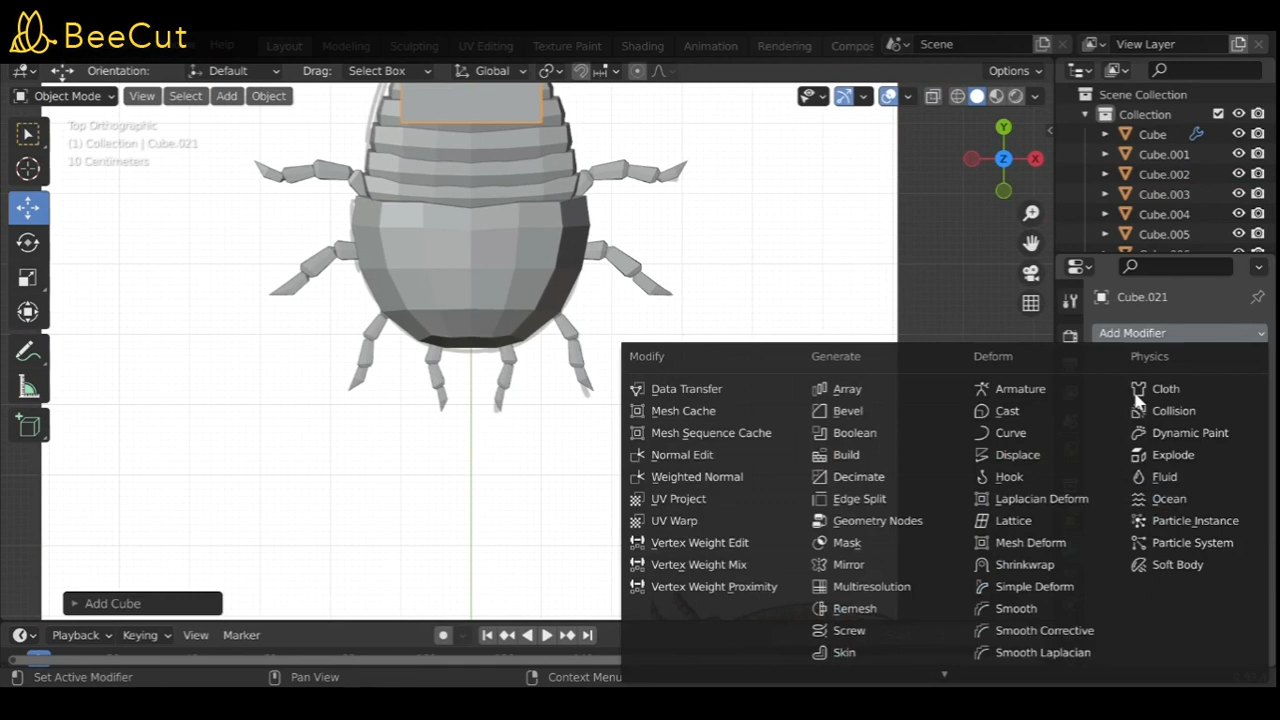 BeeCut
Help Layout Modeling Sculpting UV Editing Texture Paint Shading Animation Rendering Compos Scene View Layer
Orientation: Default Drag: Select Box Global Options
Object Mode View Select Add Object
Scene Collection
Collection
Cube
Cube.001
Cube.002
Cube.003
Cube.004
Cube.005
Top Orthographic
(1) Collection | Cube.021
10 Centimeters
Y
X
Z
Cube.021
Add Modifier
Modify Generate Deform Physics
Data Transfer Array Armature Cloth
Mesh Cache Bevel Cast Collision
Mesh Sequence Cache Boolean Curve Dynamic Paint
Normal Edit Build Displace Explode
Weighted Normal Decimate Hook Fluid
UV Project Edge Split Laplacian Deform Ocean
UV Warp Geometry Nodes Lattice Particle Instance
Vertex Weight Edit Mask Mesh Deform Particle System
Vertex Weight Mix Mirror Shrinkwrap Soft Body
Vertex Weight Proximity Multiresolution Simple Deform
Remesh Smooth
Screw Smooth Corrective
Skin Smooth Laplacian
Add Cube
Playback Keying View Marker
Set Active Modifier Pan View Context Menu